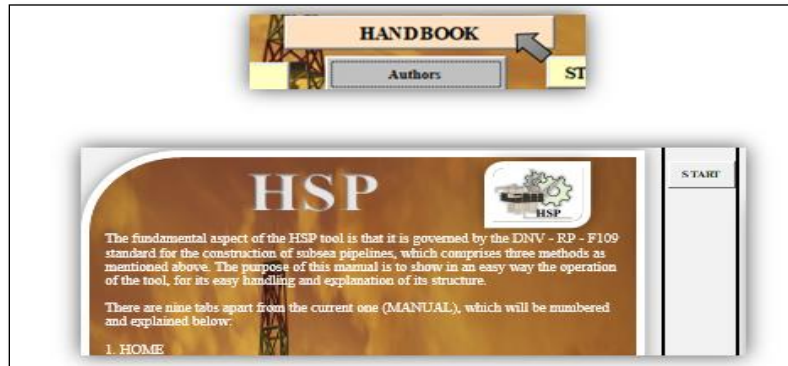 HANDBOOK
Authors
ST
HSP
HSP
START
The fundamental aspect of the HSP tool is that it is governed by the DNV - RP - F109
standard for the construction of subsea pipelines, which comprises three methods as
mentioned above. The purpose of this manual is to show in an easy way the operation
of the tool, for its easy handling and explanation of its structure.
There are nine tabs apart from the current one (MANUAL), which will be numbered
and explained below:
1. HOME